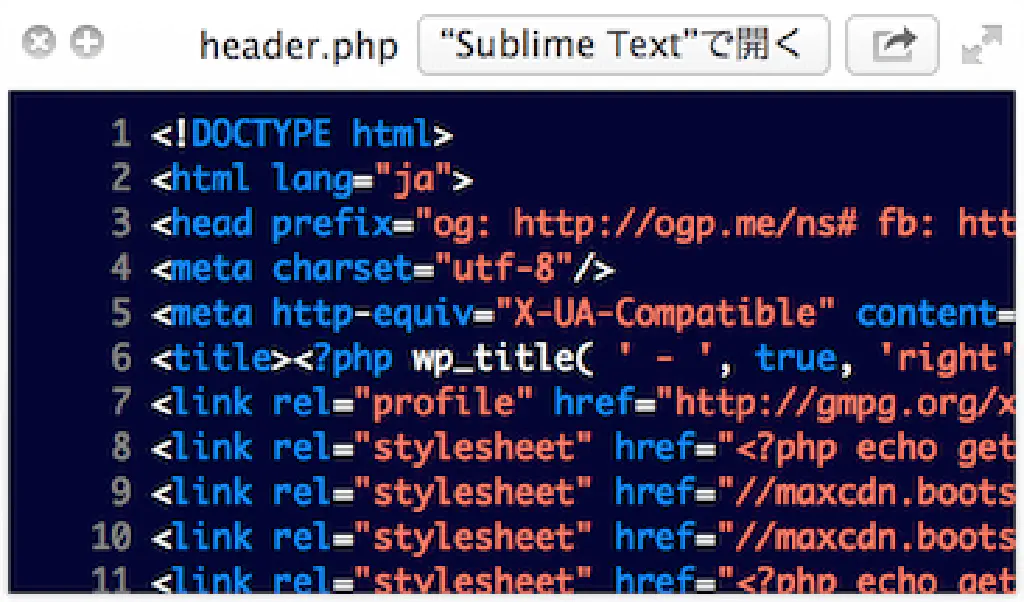 header.php “Sublime Text”で開く
1 <!DOCTYPE html>
2 <html lang="ja">
3 <head prefix="og: http://ogp.me/ns# fb: htt
4 <meta charset="utf-8"/>
5 <meta http-equiv="X-UA-Compatible" content=
6 <title><?php wp_title( ' - ', true, 'right'
7 <link rel="profile" href="http://gmpg.org/x
8 <link rel="stylesheet" href="<?php echo get
9 <link rel="stylesheet" href="//maxcdn.boots
10 <link rel="stylesheet" href="//maxcdn.boots
11 <link rel="stylesheet" href="<?php echo get